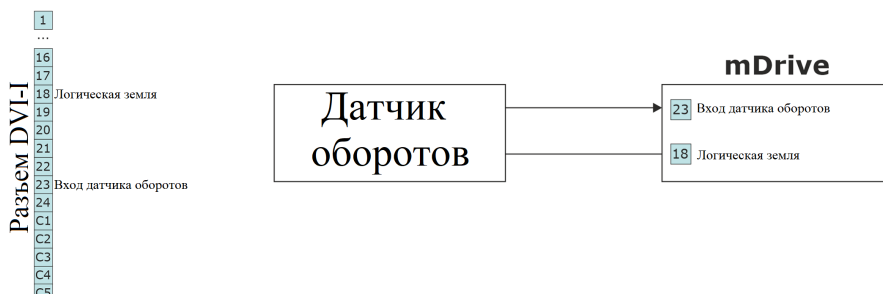 Разъем DVI-I
1
...
16
17
18 Логическая земля
19
20
21
22
23 Вход датчика оборотов
24
C1
C2
C3
C4
C5
Датчик
оборотов
mDrive
23 Вход датчика оборотов
18 Логическая земля